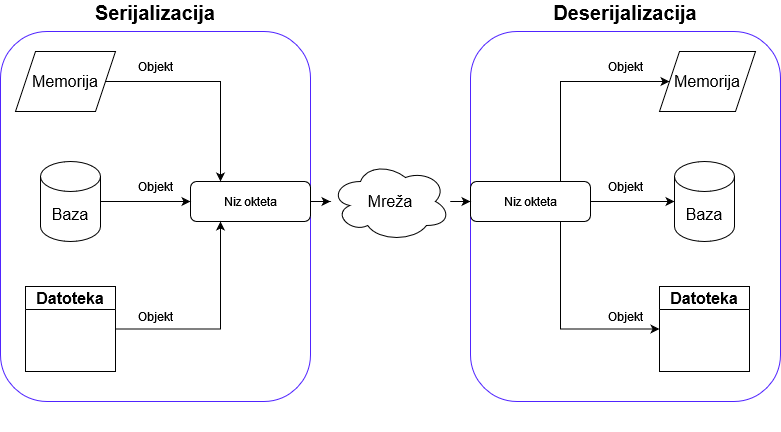 Serijalizacija
Deserijalizacija
Objekt
Memorija
Objekt
Baza
Niz okteta
Datoteka
Objekt
Mreža
Objekt
Memorija
Niz okteta
Objekt
Baza
Datoteka
Objekt